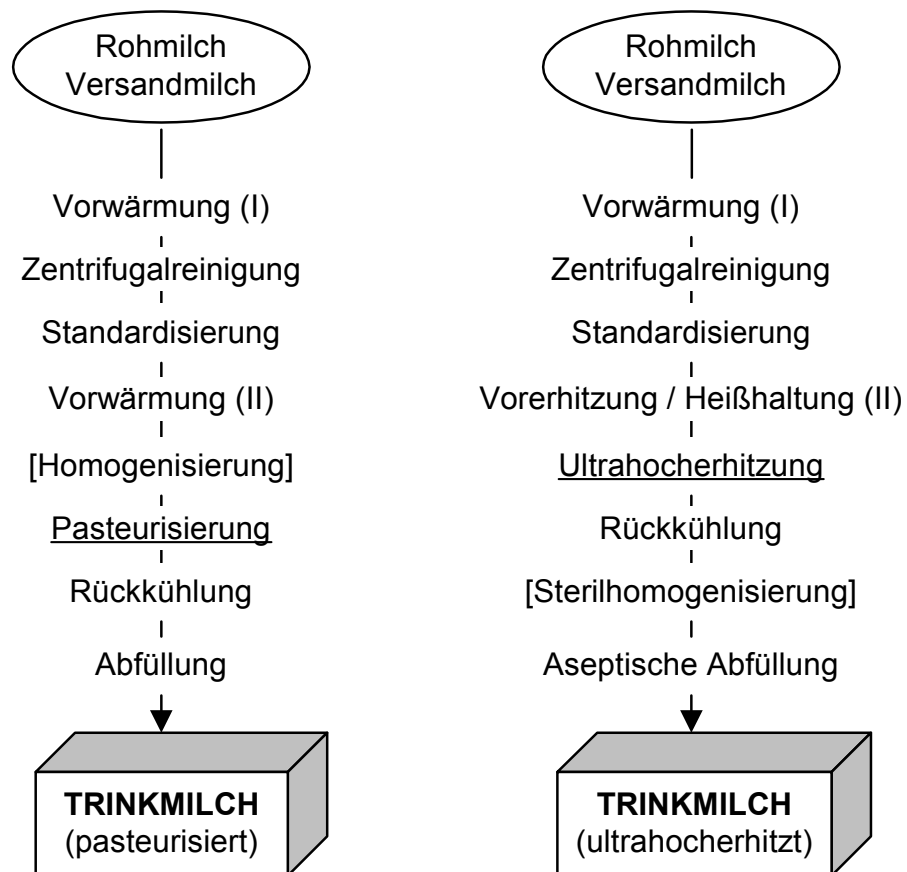 Rohmilch
Versandmilch
Vorwärmung (I)
Zentrifugalreinigung
Standardisierung
Vorwärmung (II)
[Homogenisierung]
Pasteurisierung
Rückkühlung
Abfüllung
TRINKMILCH
(pasteurisiert)
Rohmilch
Versandmilch
Vorwärmung (I)
Zentrifugalreinigung
Standardisierung
Vorerhitzung / Heißhaltung (II)
Ultrahocherhitzung
Rückkühlung
[Sterilhomogenisierung]
Aseptische Abfüllung
TRINKMILCH
(ultrahocherhitzt)